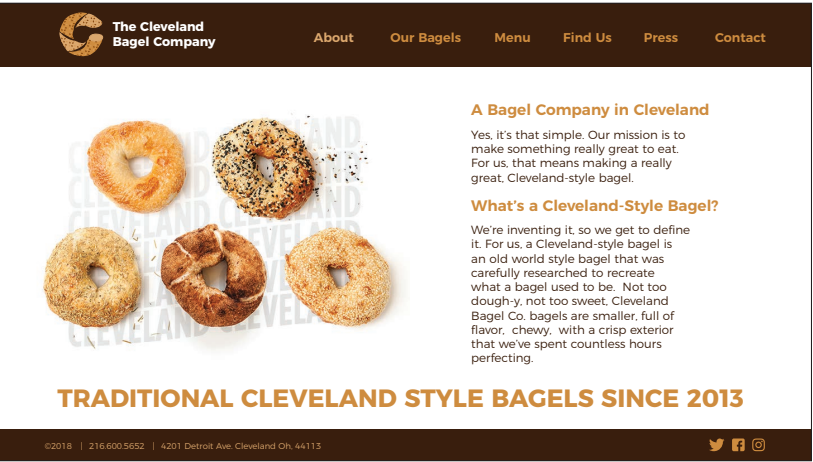 The Cleveland
Bagel Company
About Our Bagels Menu Find Us Press Contact
CLEVELAND
CLEVELAND
CLEVELAND CLEVELAND
A Bagel Company in Cleveland
Yes, it's that simple. Our mission is to
make something really great to eat.
For us, that means making a really
great, Cleveland-style bagel.
What's a Cleveland-Style Bagel?
We're inventing it, so we get to define
it. For us, a Cleveland-style bagel is
an old world style bagel that was
carefully researched to recreate
what a bagel used to be.  Not too
dough-y, not too sweet, Cleveland
Bagel Co. bagels are smaller, full of
flavor,  chewy,  with a crisp exterior
that we've spent countless hours
perfecting.
TRADITIONAL CLEVELAND STYLE BAGELS SINCE 2013
©2018 | 216.600.5652 | 4201 Detroit Ave. Cleveland Oh, 44113